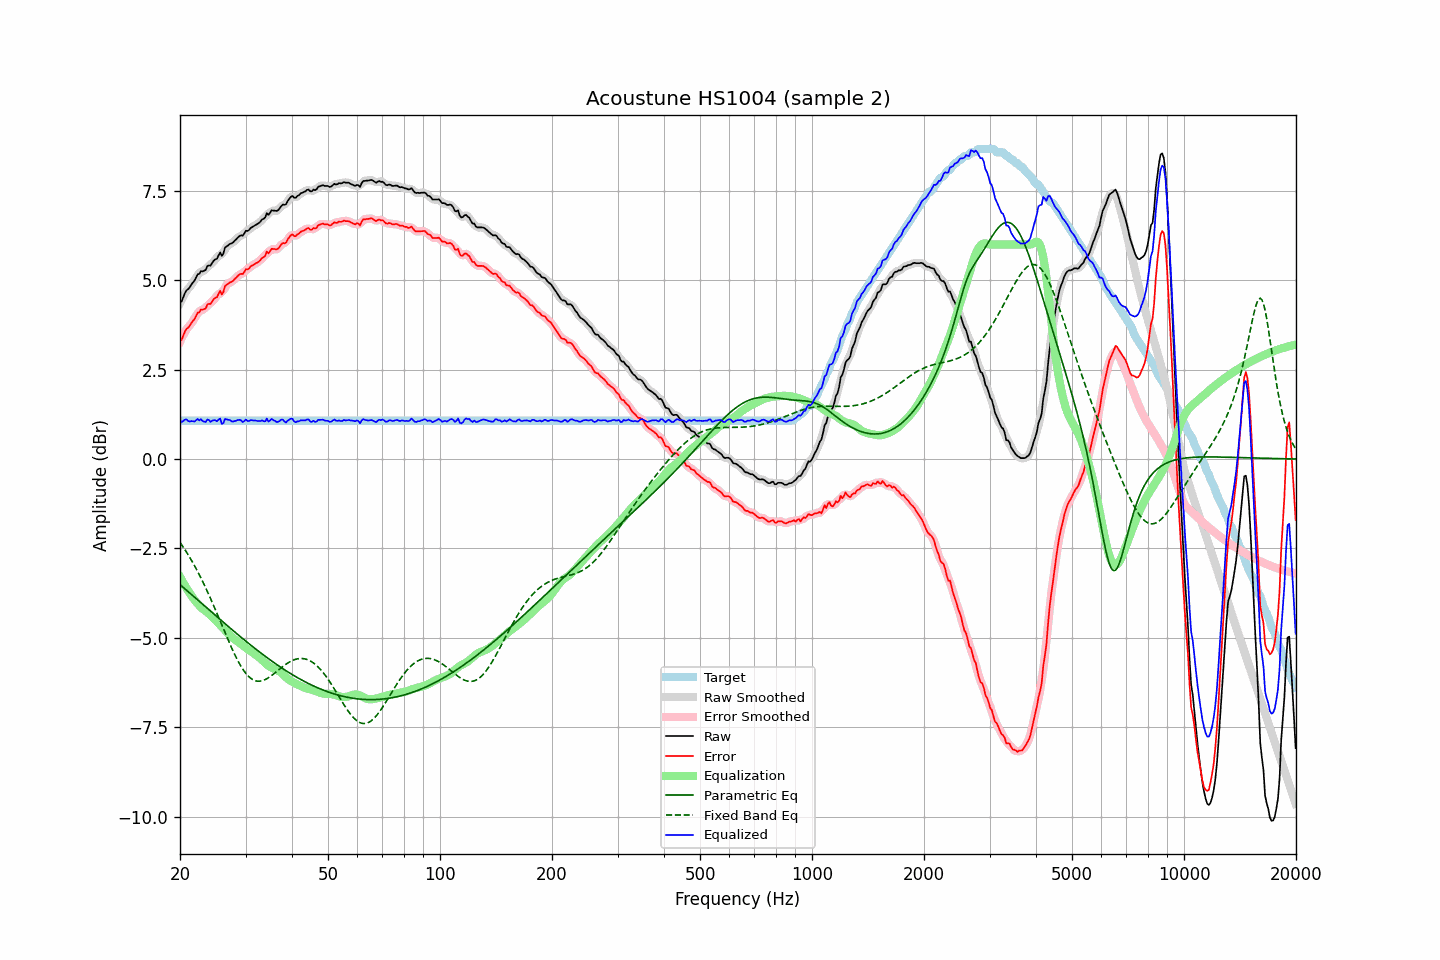 Acoustune HS1004 (sample 2)
Amplitude (dBr)
7.5
5.0
2.5
0.0
−2.5
−5.0
−7.5
−10.0
Target
Raw Smoothed
Error Smoothed
Raw
Error
Equalization
Parametric Eq
Fixed Band Eq
Equalized
20 50 100 200 500 1000 2000 5000 10000 20000
Frequency (Hz)